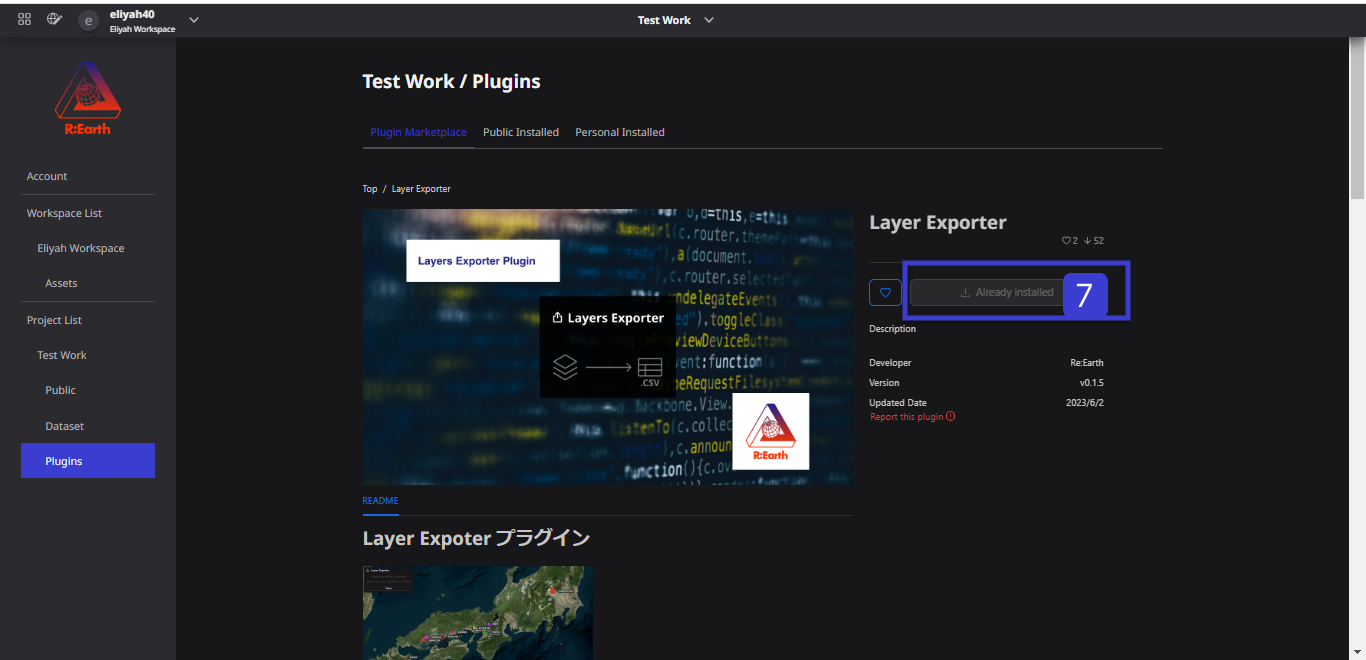 e
eliyah40
Eliyah Workspace
Test Work
R:Earth
Account
Workspace List
Eliyah Workspace
Assets
Project List
Test Work
Public
Dataset
Plugins
Test Work / Plugins
Plugin Marketplace Public Installed Personal Installed
Top / Layer Exporter
Layers Exporter Plugin
Layers Exporter
.CSV
R:Earth
Layer Exporter
2 52
Already installed
7
Description
Developer Re:Earth
Version v0.1.5
Updated Date 2023/6/2
Report this plugin
README
Layer Expoter プラグイン